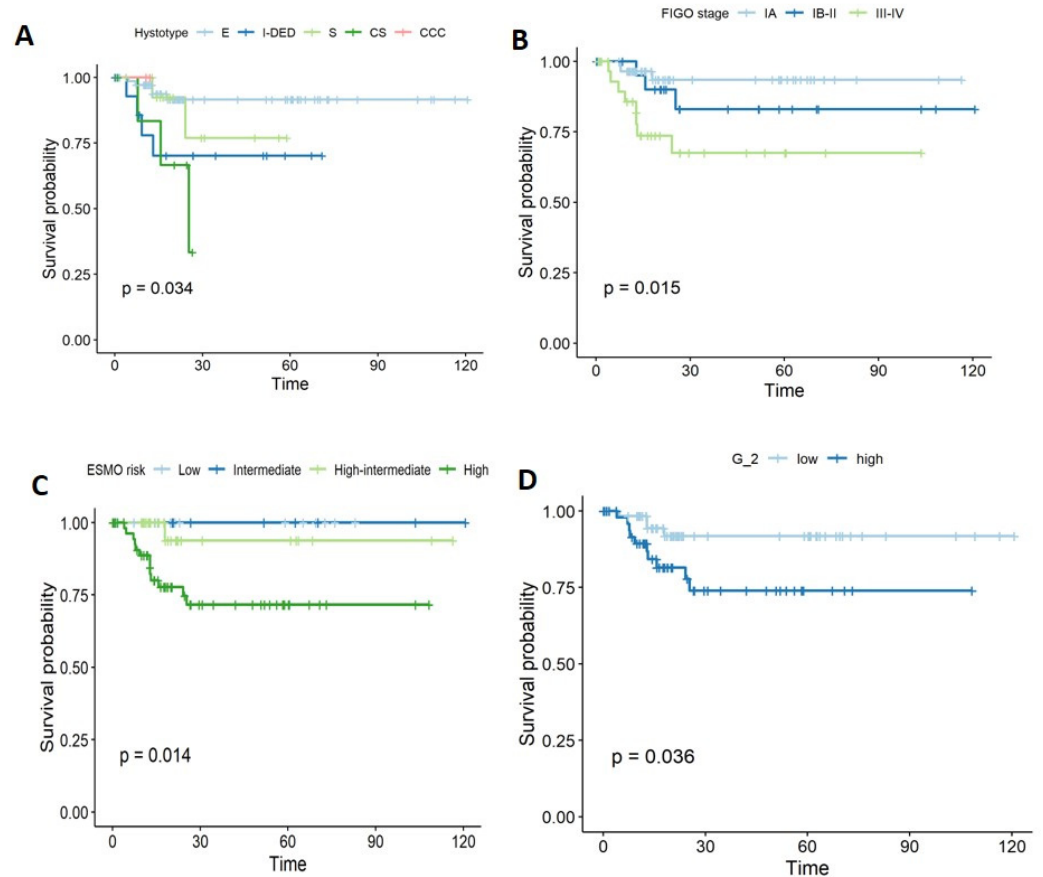 A
Hystotype E I-DED S CS CCC
1.00
0.75
0.50
0.25
0.00
Survival probability
p = 0.034
0 30 60 90 120
Time
B
FIGO stage IA IB-II III-IV
1.00
0.75
0.50
0.25
0.00
Survival probability
p = 0.015
0 30 60 90 120
Time
C
ESMO risk Low Intermediate High-intermediate High
1.00
0.75
0.50
0.25
0.00
Survival probability
p = 0.014
0 30 60 90 120
Time
D
G_2 low high
1.00
0.75
0.50
0.25
0.00
Survival probability
p = 0.036
0 30 60 90 120
Time